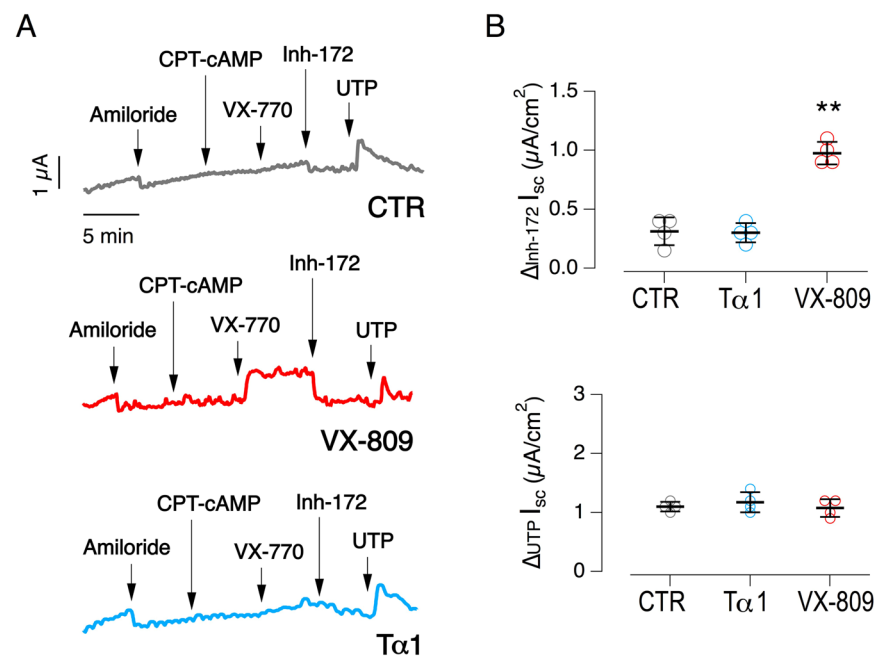 A
CPT-cAMP
Inh-172
Amiloride
VX-770
UTP
1 µA
CTR
5 min
Inh-172
CPT-cAMP
Amiloride
VX-770
UTP
VX-809
CPT-cAMP
Inh-172
Amiloride
VX-770
UTP
Tα1
B
ΔInh-172 Isc (µA/cm²)
1.5
1.0
0.5
0.0
**
CTR Tα1 VX-809
ΔUTP Isc (µA/cm²)
3
2
1
0
CTR Tα1 VX-809